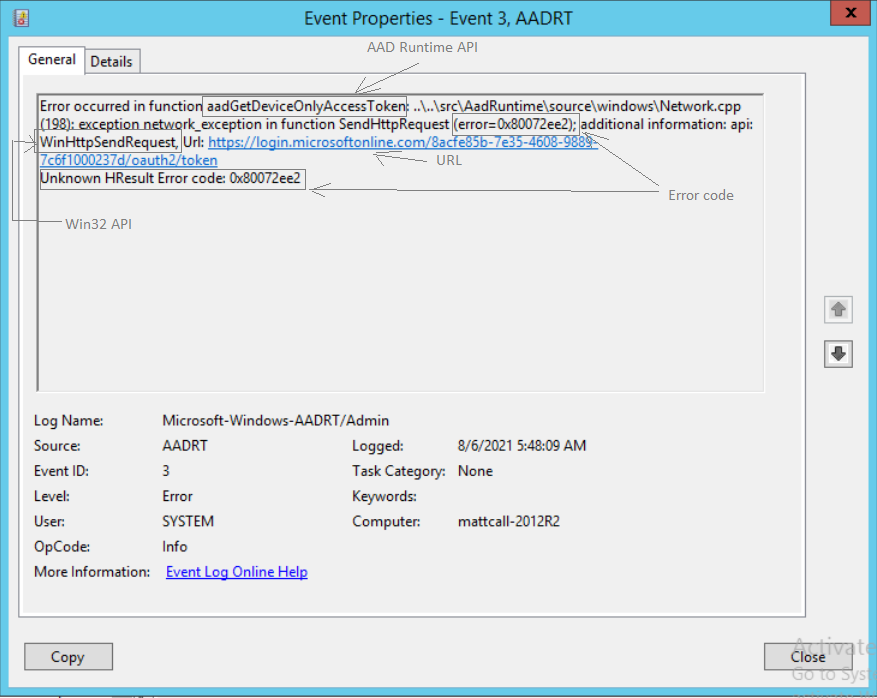 Event Properties - Event 3, AADRT
x
AAD Runtime API
General
Details
Error occurred in function aadGetDeviceOnlyAccessToken: ..\..\src\AadRuntime\source\windows\Network.cpp
(198): exception network_exception in function SendHttpRequest (error=0x80072ee2); additional information: api:
WinHttpSendRequest, Url: https://login.microsoftonline.com/8acfe85b-7e35-4608-9889-
7c6f1000237d/oauth2/token
URL
Unknown HResult Error code: 0x80072ee2
Error code
Win32 API
Log Name: Microsoft-Windows-AADRT/Admin
Source: AADRT Logged: 8/6/2021 5:48:09 AM
Event ID: 3 Task Category: None
Level: Error Keywords:
User: SYSTEM Computer: mattcall-2012R2
OpCode: Info
More Information: Event Log Online Help
Activate
Copy Close
Go to Syst